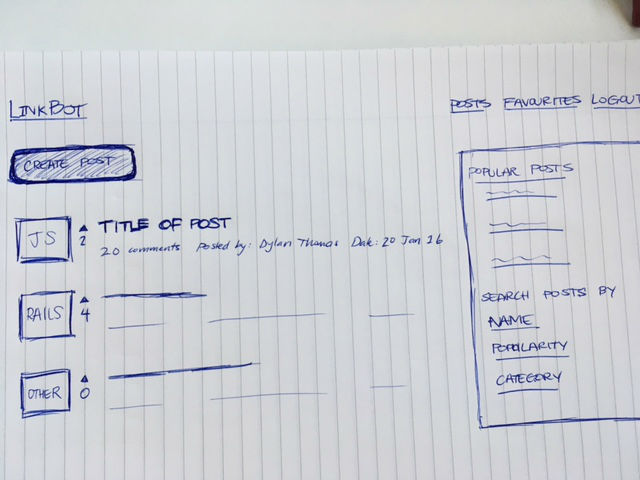 LINKBOT
POSTS FAVOURITES LOGOUT
CREATE POST
JS
▲
2
TITLE OF POST
20 comments Posted by: Dylan Thomas Date: 20 Jan 16
RAILS
▲
4
OTHER
▲
0
POPULAR POSTS
SEARCH POSTS BY
NAME
POPULARITY
CATEGORY